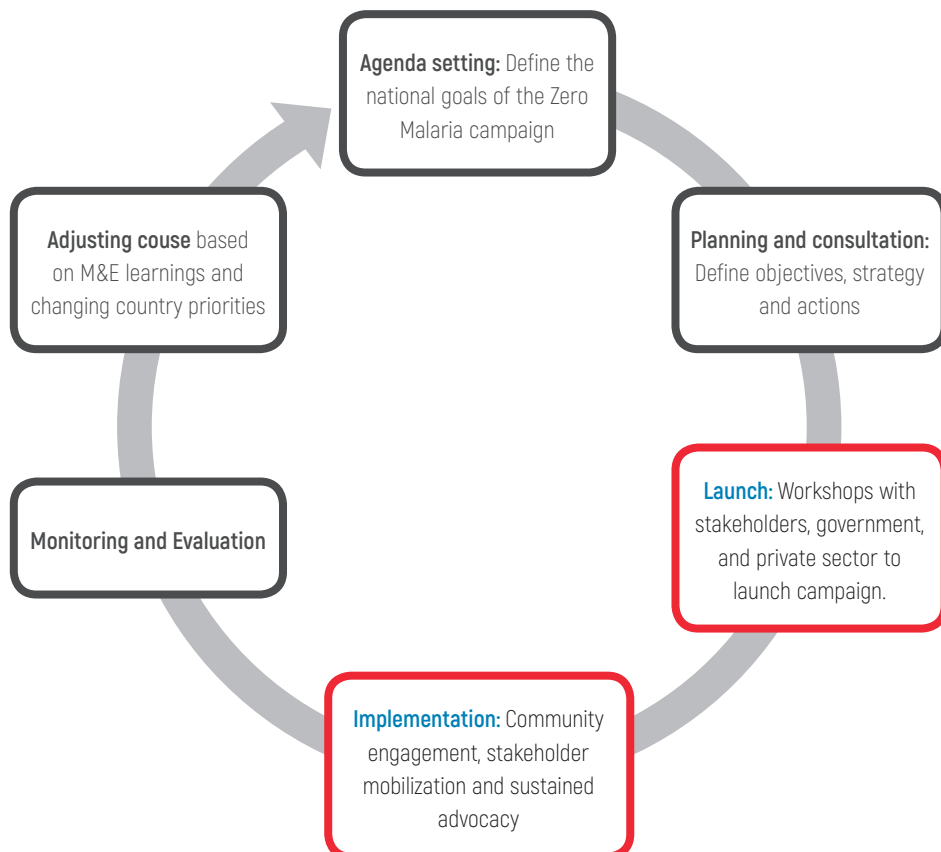 Agenda setting: Define the
national goals of the Zero
Malaria campaign
Planning and consultation:
Define objectives, strategy
and actions
Launch: Workshops with
stakeholders, government,
and private sector to
launch campaign.
Implementation: Community
engagement, stakeholder
mobilization and sustained
advocacy
Monitoring and Evaluation
Adjusting couse based
on M&E learnings and
changing country priorities